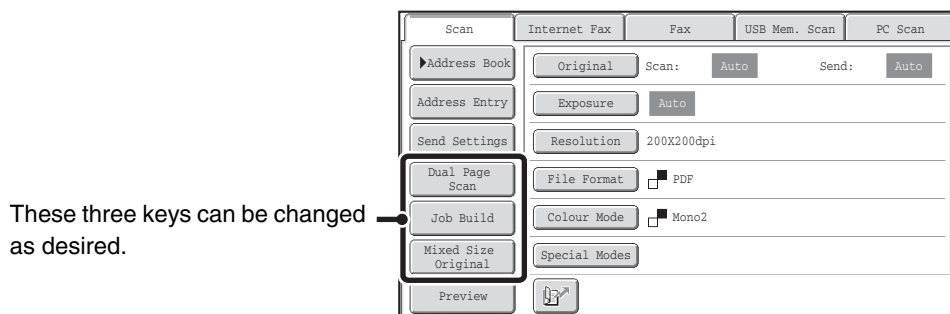 Scan Internet Fax Fax USB Mem. Scan PC Scan
Address Book Original Scan: Auto Send: Auto
Address Entry Exposure Auto
Send Settings Resolution 200X200dpi
Dual Page
Scan
File Format PDF
These three keys can be changed
as desired.
Job Build Colour Mode Mono2
Mixed Size
Original
Special Modes
Preview